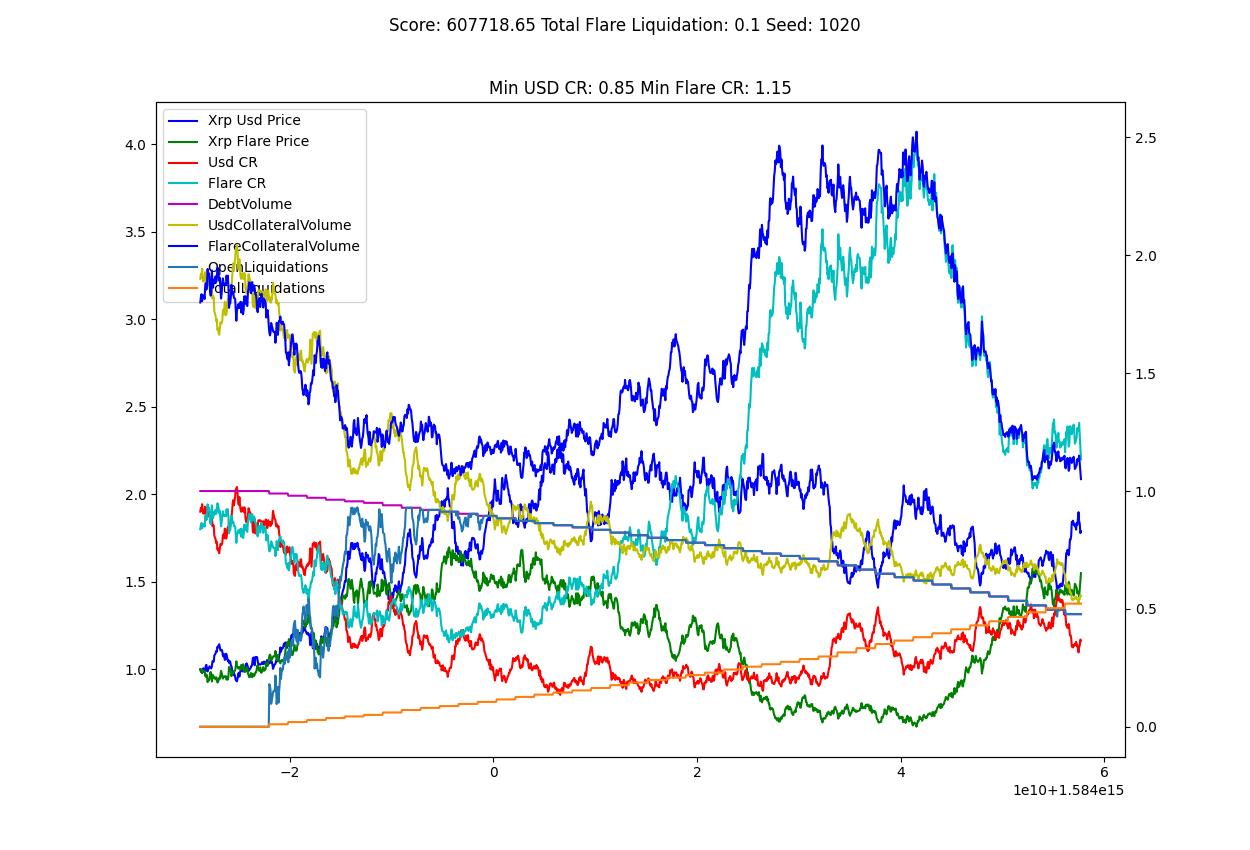 Score: 607718.65 Total Flare Liquidation: 0.1 Seed: 1020
Min USD CR: 0.85 Min Flare CR: 1.15
Xrp Usd Price
Xrp Flare Price
Usd CR
Flare CR
DebtVolume
UsdCollateralVolume
FlareCollateralVolume
OpenLiquidations
TotalLiquidations
4.0
3.5
3.0
2.5
2.0
1.5
1.0
2.5
2.0
1.5
1.0
0.5
0.0
−2
0
2
4
6
1e10+1.584e15